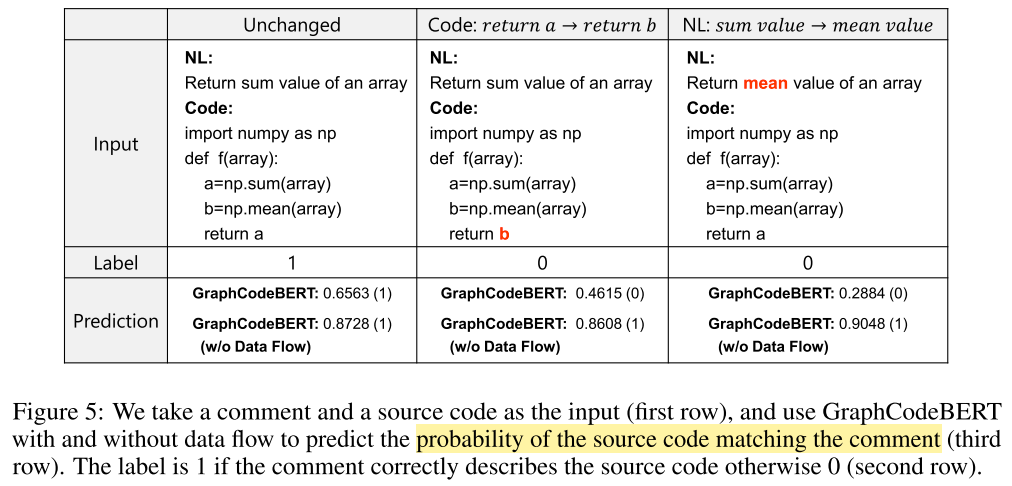 Unchanged
Code: return a → return b
NL: sum value → mean value
Input
NL:
Return sum value of an array
Code:
import numpy as np
def f(array):
a=np.sum(array)
b=np.mean(array)
return a
NL:
Return sum value of an array
Code:
import numpy as np
def f(array):
a=np.sum(array)
b=np.mean(array)
return b
NL:
Return mean value of an array
Code:
import numpy as np
def f(array):
a=np.sum(array)
b=np.mean(array)
return a
Label
1
0
0
Prediction
GraphCodeBERT: 0.6563 (1)
GraphCodeBERT: 0.8728 (1)
(w/o Data Flow)
GraphCodeBERT: 0.4615 (0)
GraphCodeBERT: 0.8608 (1)
(w/o Data Flow)
GraphCodeBERT: 0.2884 (0)
GraphCodeBERT: 0.9048 (1)
(w/o Data Flow)
Figure 5: We take a comment and a source code as the input (first row), and use GraphCodeBERT
with and without data flow to predict the probability of the source code matching the comment (third
row). The label is 1 if the comment correctly describes the source code otherwise 0 (second row).